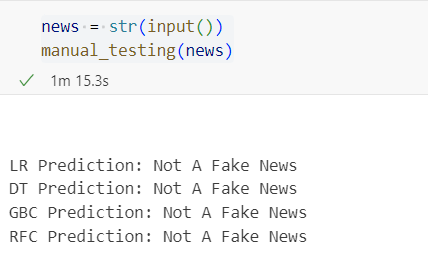 news = str(input())
manual_testing(news)
1m 15.3s
LR Prediction: Not A Fake News
DT Prediction: Not A Fake News
GBC Prediction: Not A Fake News
RFC Prediction: Not A Fake News